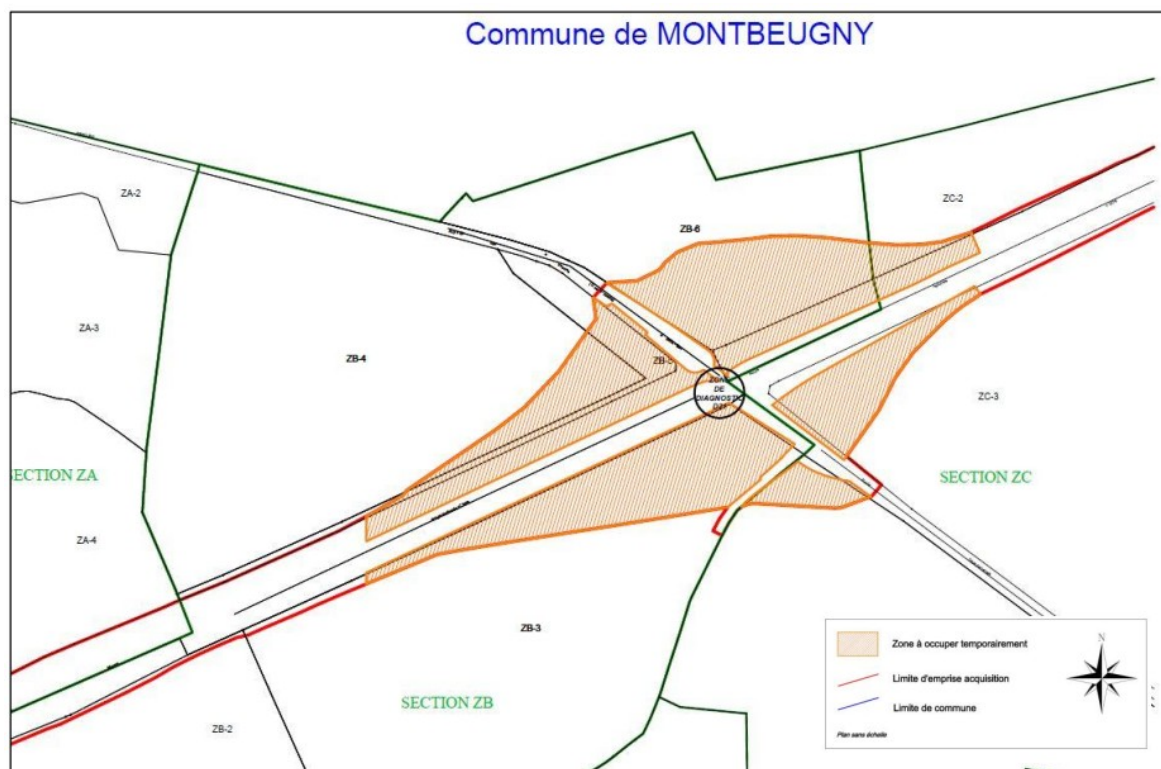 Commune de MONTBEUGNY
ZA-2
ZC-2
ZB-6
ZA-3
ZB-4
ZONE
DE
DIAGNOSTIC
ZC-3
SECTION ZA
SECTION ZC
ZA-4
ZB-3
SECTION ZB
ZB-2
Zone à occuper temporairement
Limite d'emprise acquisition
Limite de commune
Plan sans échelle
N